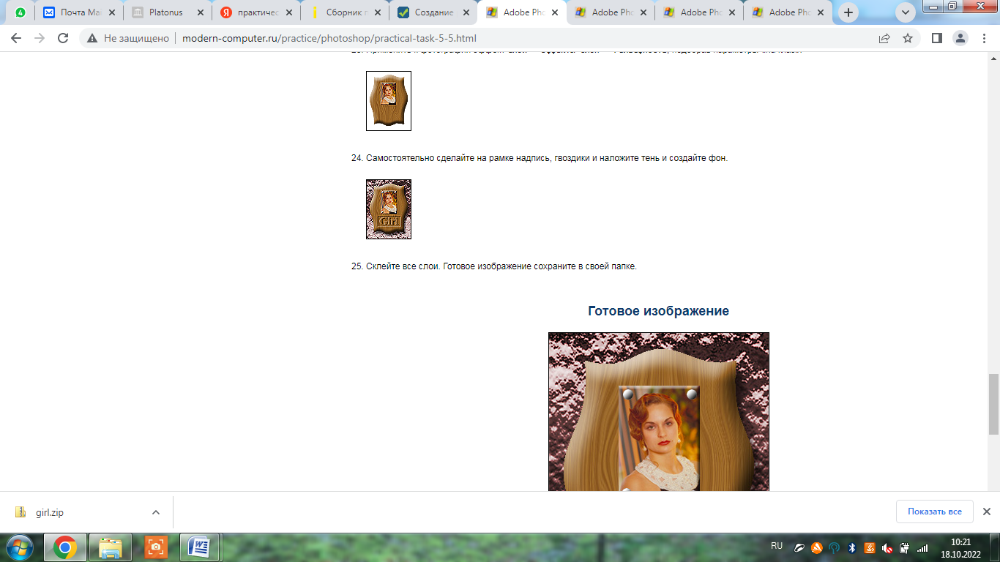 4
Почта Mai
Platonus
практичес
Сборник п
Создание
Adobe Pho
Adobe Pho
Adobe Pho
Adobe Pho
Не защищено
modern-computer.ru/practice/photoshop/practical-task-5-5.html
24. Самостоятельно сделайте на рамке надпись, гвоздики и наложите тень и создайте фон.
Girl
25. Склейте все слои. Готовое изображение сохраните в своей папке.
Готовое изображение
girl.zip
Показать все
RU
10:21
18.10.2022